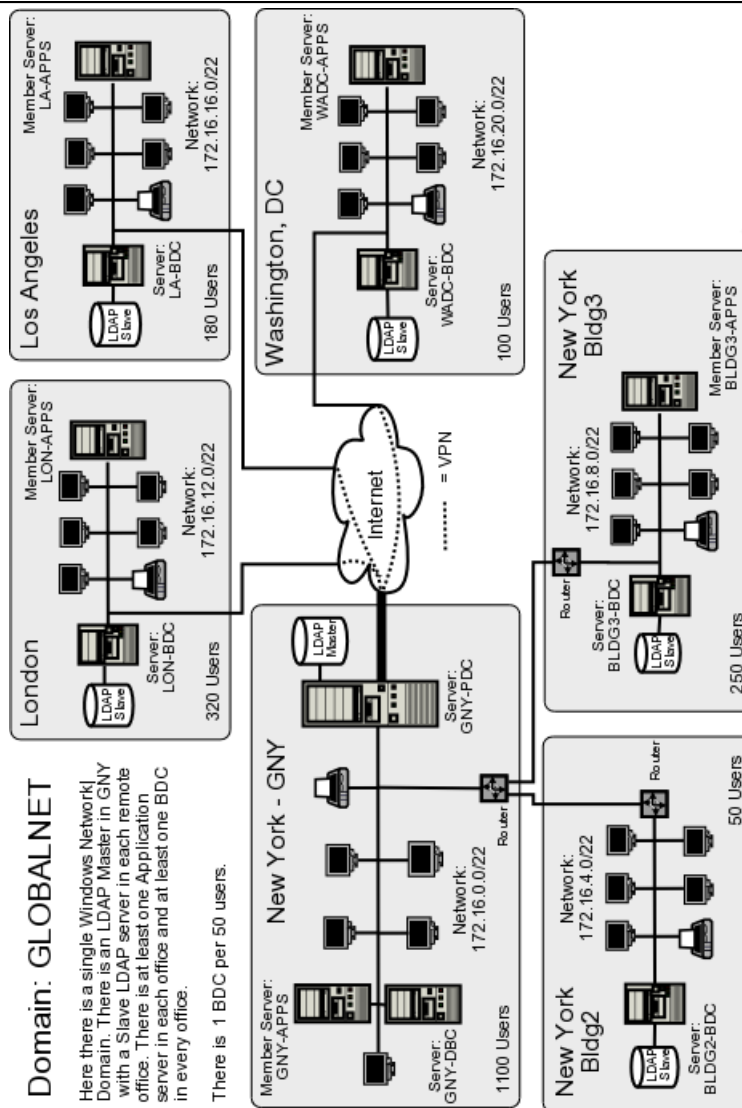 Domain: GLOBALNET
Here there is a single Windows Network
Domain. There is an LDAP Master in GNY
with a Slave LDAP server in each remote
office. There is at least one Application
server in each office and at least one BDC
in every office.
There is 1 BDC per 50 users.
London
Member Server:
LON-APPS
Network:
172.16.12.0/22
LDAP
Slave
Server:
LON-BDC
320 Users
Los Angeles
Member Server:
LA-APPS
Network:
172.16.16.0/22
LDAP
Slave
Server:
LA-BDC
180 Users
Washington, DC
Member Server:
WADC-APPS
Network:
172.16.20.0/22
LDAP
Slave
Server:
WADC-BDC
100 Users
Internet
= VPN
New York - GNY
Member Server:
GNY-APPS
Server:
GNY-DBC
Network:
172.16.0.0/22
LDAP
Master
Server:
GNY-PDC
Router
1100 Users
New York
Bldg2
Network:
172.16.4.0/22
Router
LDAP
Slave
Server:
BLDG2-BDC
50 Users
New York
Bldg3
Router
Network:
172.16.8.0/22
Server:
BLDG3-BDC
LDAP
Slave
Member Server:
BLDG3-APPS
250 Users